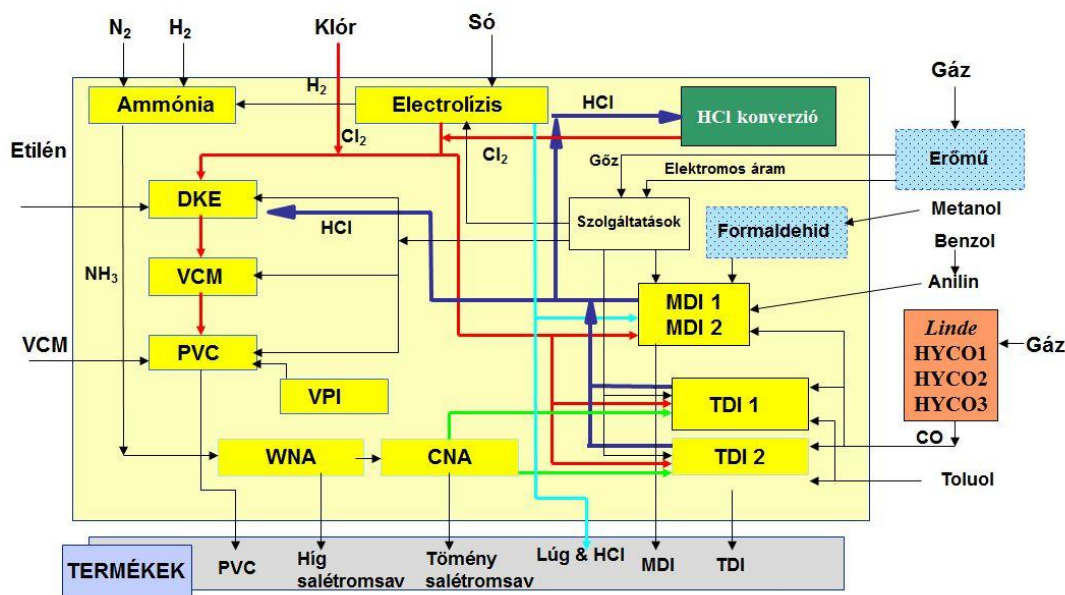 N2
H2
Klór
Só
Gáz
Ammónia
H2
Electrolízis
HCl
HCl konverzió
Cl2
Cl2
Etilén
Gőz
Erőmű
Elektromos áram
DKE
HCl
Szolgáltatások
Formaldehid
Metanol
Benzol
NH3
VCM
Anilin
MDI 1
MDI 2
Linde
HYCO1
HYCO2
HYCO3
Gáz
VCM
PVC
VPI
TDI 1
WNA
CNA
TDI 2
CO
Toluol
TERMÉKEK
PVC
Híg
salétromsav
Tömény
salétromsav
Lúg & HCl
MDI
TDI